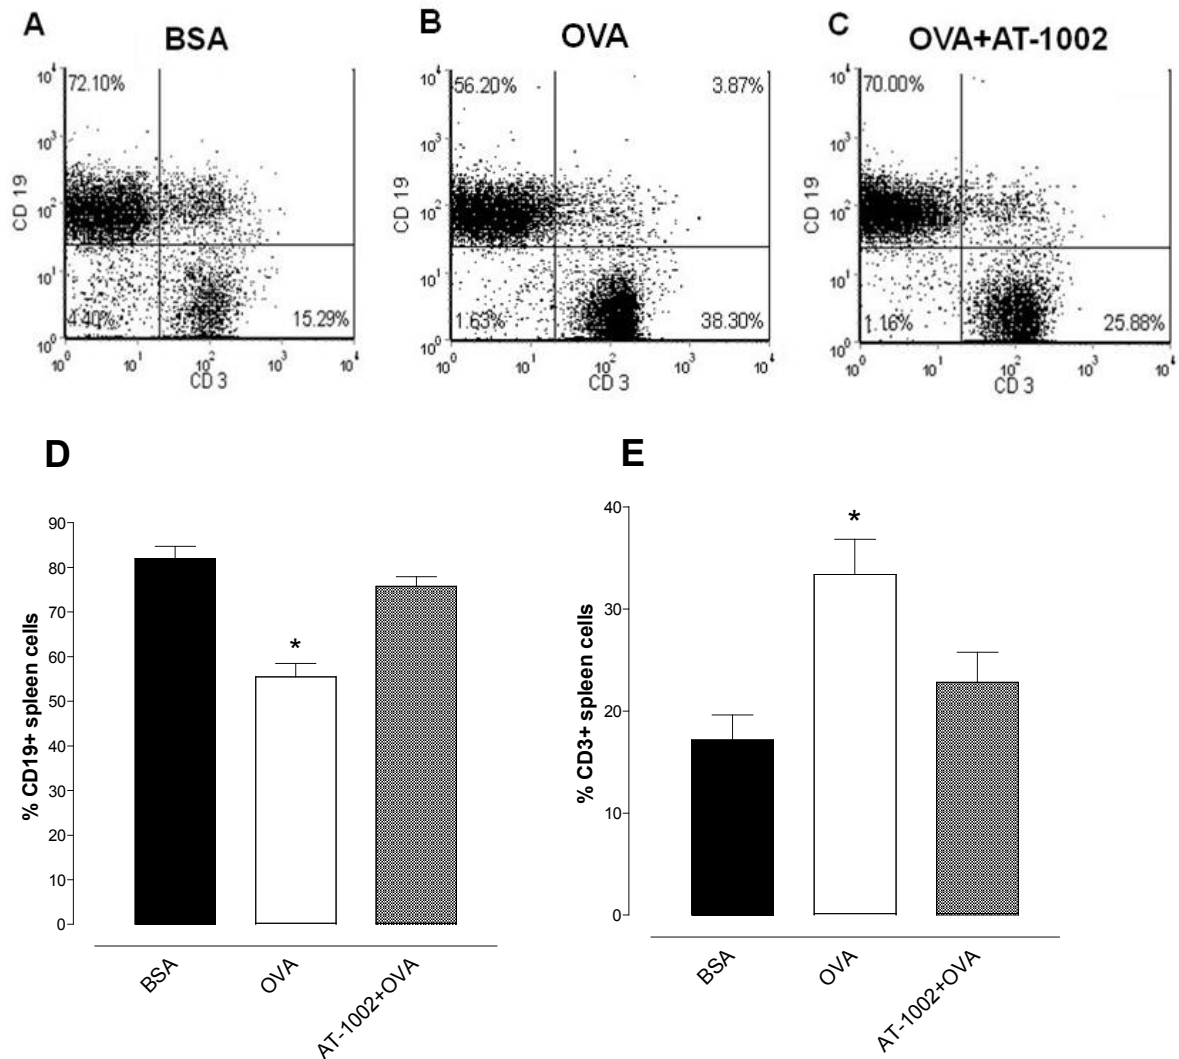 A
BSA
B
OVA
C
OVA+AT-1002
10⁴
72.10%
10³
CD 19
10²
10¹
4.40%
15.29%
10⁰
10⁰ 10¹ 10² 10³ 10⁴
CD 3
10⁴
56.20% 3.87%
10³
CD 19
10²
10¹
1.63%
38.30%
10⁰
10⁰ 10¹ 10² 10³ 10⁴
CD 3
10⁴
70.00%
10³
CD 19
10²
10¹
1.16%
25.88%
10⁰
10⁰ 10¹ 10² 10³ 10⁴
CD 3
D
% CD19+ spleen cells
90
80
70
60
50
40
30
20
10
0
*
BSA
OVA
AT-1002+OVA
E
% CD3+ spleen cells
40
30
20
10
0
*
BSA
OVA
AT-1002+OVA